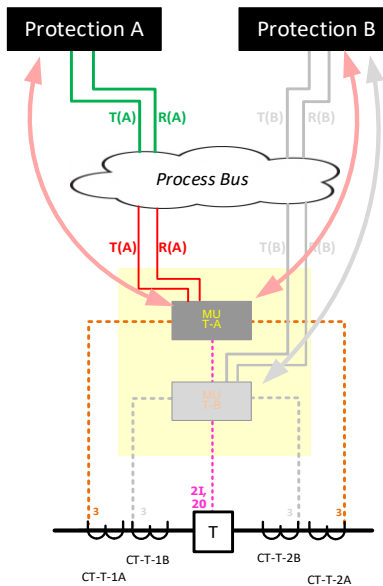 Protection A
Protection B
T(A)
R(A)
T(B)
R(B)
Process Bus
T(A)
R(A)
T(B)
R(B)
MU
T-A
MU
T-B
2I,
2O
3
3
3
3
T
CT-T-1B
CT-T-2B
CT-T-1A
CT-T-2A